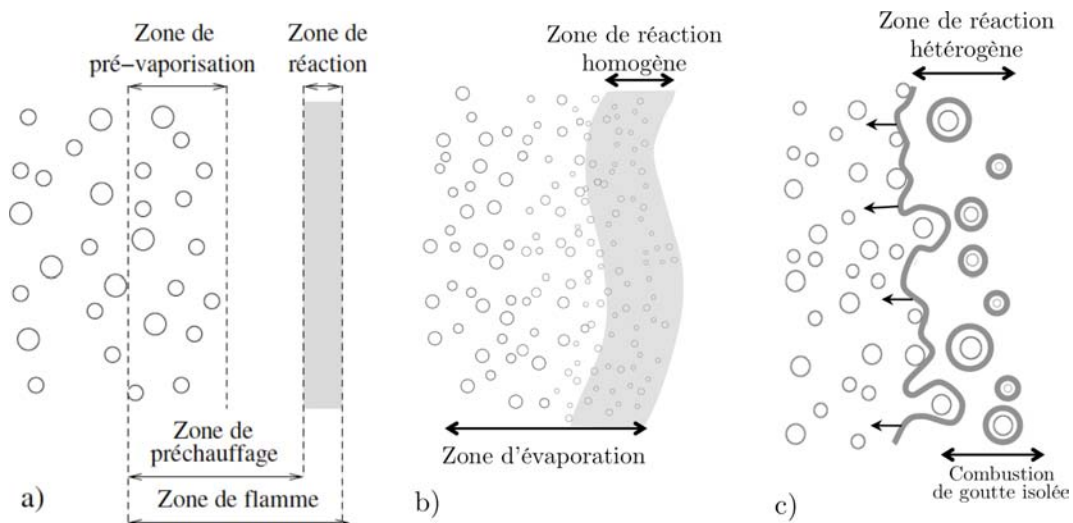 Zone de
pré-vaporisation
Zone de
réaction
Zone de
préchauffage
Zone de flamme
a)
Zone de réaction
homogène
Zone d'évaporation
b)
Zone de réaction
hétérogène
Combustion
de goutte isolée
c)